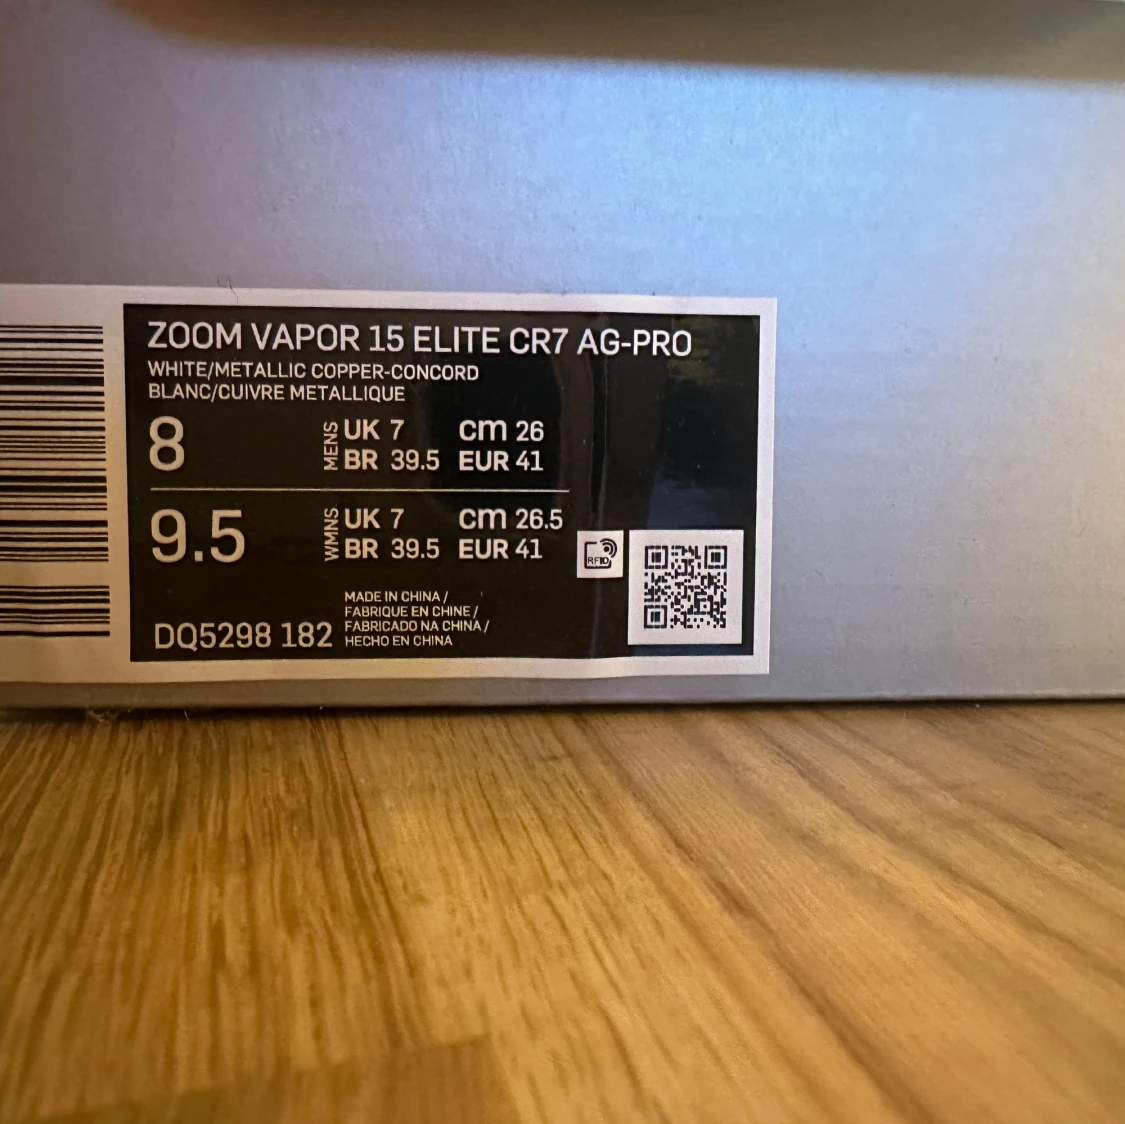 ZOOM VAPOR 15 ELITE CR7 AG-PRO
WHITE/METALLIC COPPER-CONCORD
BLANC/CUIVRE METALLIQUE
8
MENS
UK 7 cm 26
BR 39.5 EUR 41
9.5
WMNS
UK 7 cm 26.5
BR 39.5 EUR 41
RFID
MADE IN CHINA /
FABRIQUE EN CHINE /
FABRICADO NA CHINA /
HECHO EN CHINA
DQ5298 182